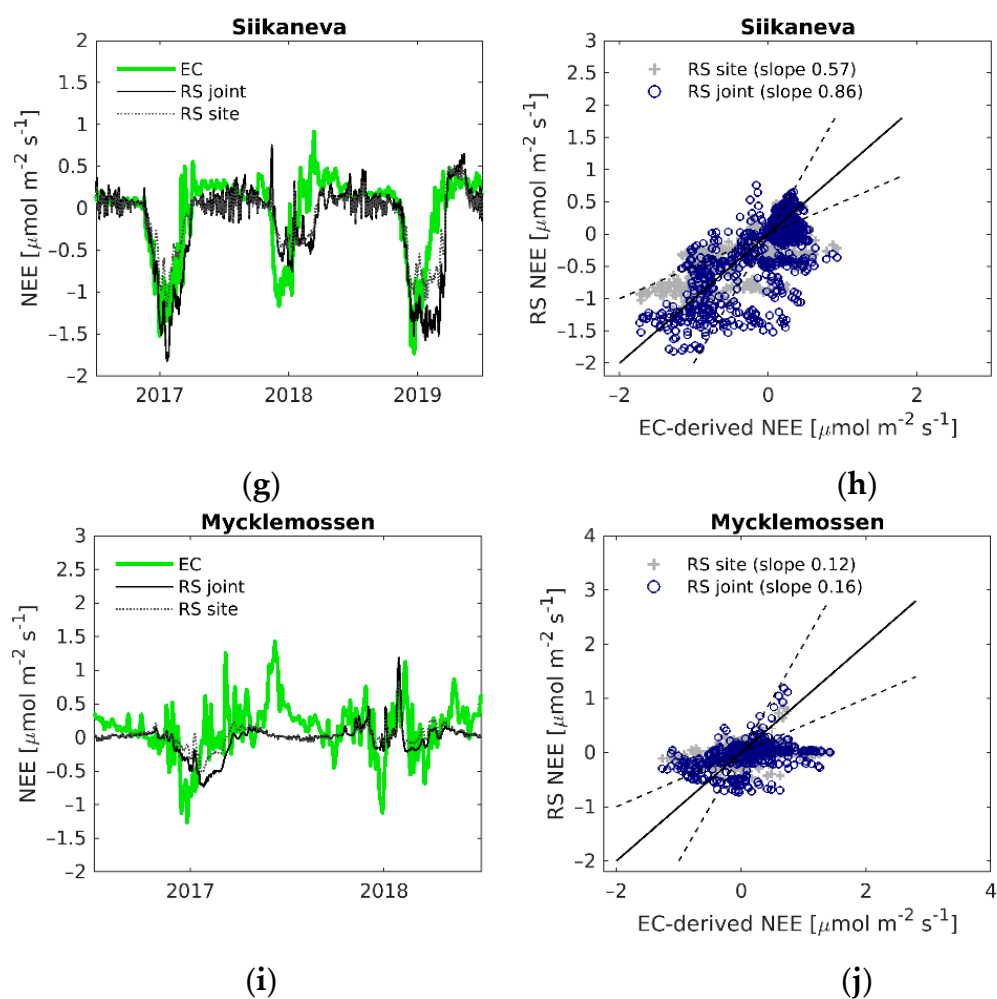 Siikaneva
2
1.5
1
0.5
0
−0.5
−1
−1.5
−2
NEE [μmol m-2 s-1]
EC
RS joint
RS site
2017
2018
2019
(g)
Siikaneva
3
2.5
2
1.5
1
0.5
0
−0.5
−1
−1.5
−2
RS NEE [μmol m-2 s-1]
RS site (slope 0.57)
RS joint (slope 0.86)
−2
0
2
EC-derived NEE [μmol m-2 s-1]
(h)
Mycklemossen
3
2.5
2
1.5
1
0.5
0
−0.5
−1
−1.5
−2
NEE [μmol m-2 s-1]
EC
RS joint
RS site
2017
2018
(i)
Mycklemossen
4
3
2
1
0
−1
−2
RS NEE [μmol m-2 s-1]
RS site (slope 0.12)
RS joint (slope 0.16)
−2
0
2
4
EC-derived NEE [μmol m-2 s-1]
(j)